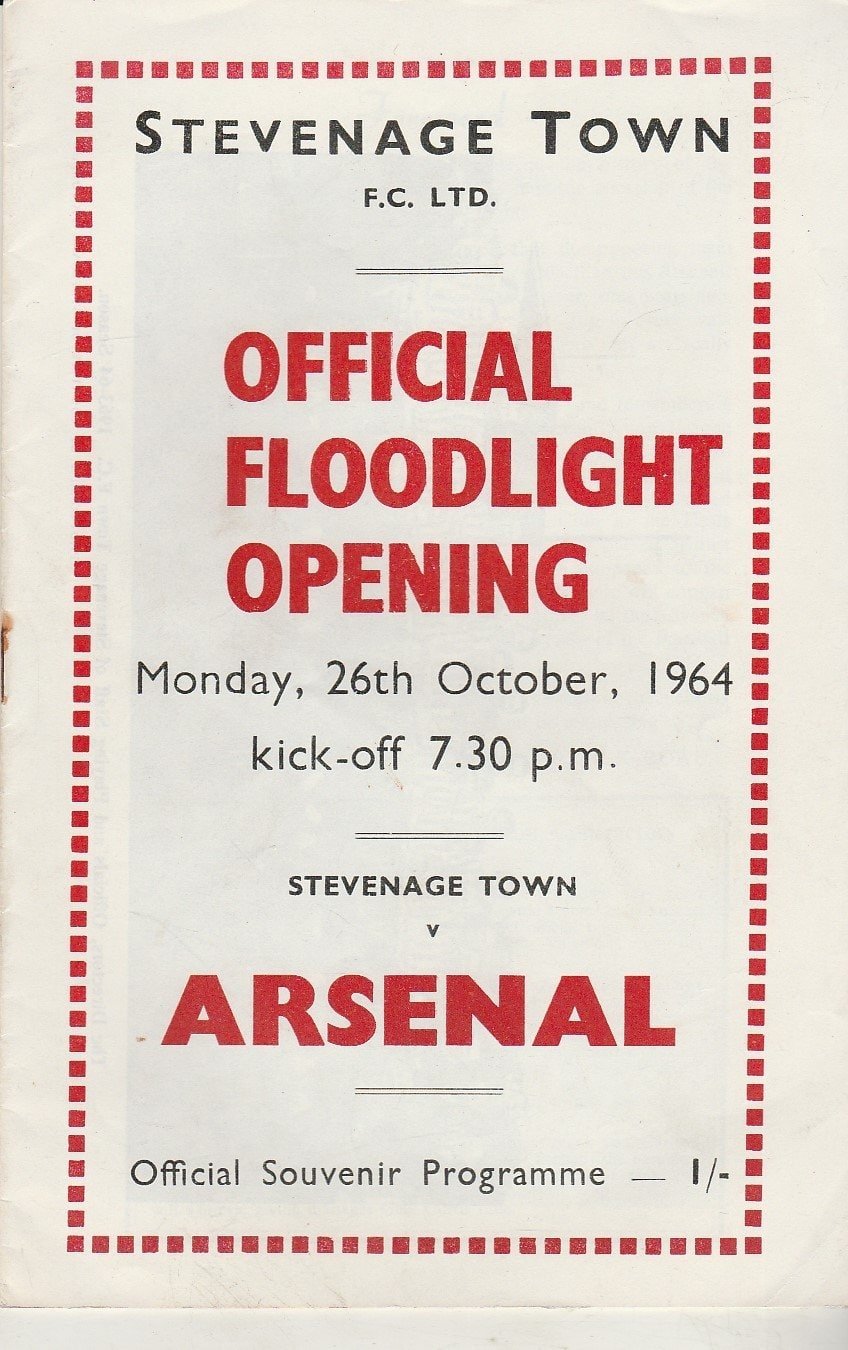 STEVENAGE TOWN
F.C. LTD.
OFFICIAL
FLOODLIGHT
OPENING
Monday, 26th October, 1964
kick-off 7.30 p.m.
STEVENAGE TOWN
v
ARSENAL
Official Souvenir Programme — 1/-